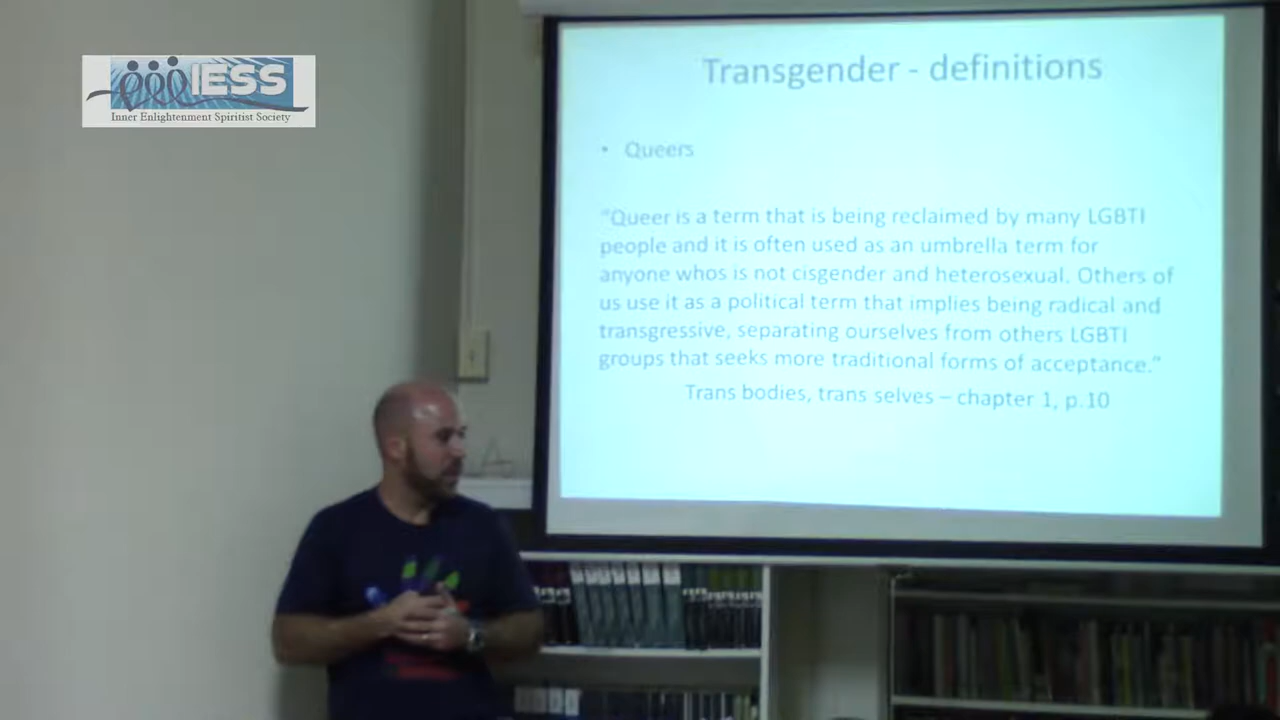 IESS
Inner Enlightenment Spiritist Society
Transgender - definitions
• Queers
"Queer is a term that is being reclaimed by many LGBTI
people and it is often used as an umbrella term for
anyone whos is not cisgender and heterosexual. Others of
us use it as a political term that implies being radical and
transgressive, separating ourselves from others LGBTI
groups that seeks more traditional forms of acceptance."
Trans bodies, trans selves – chapter 1, p.10